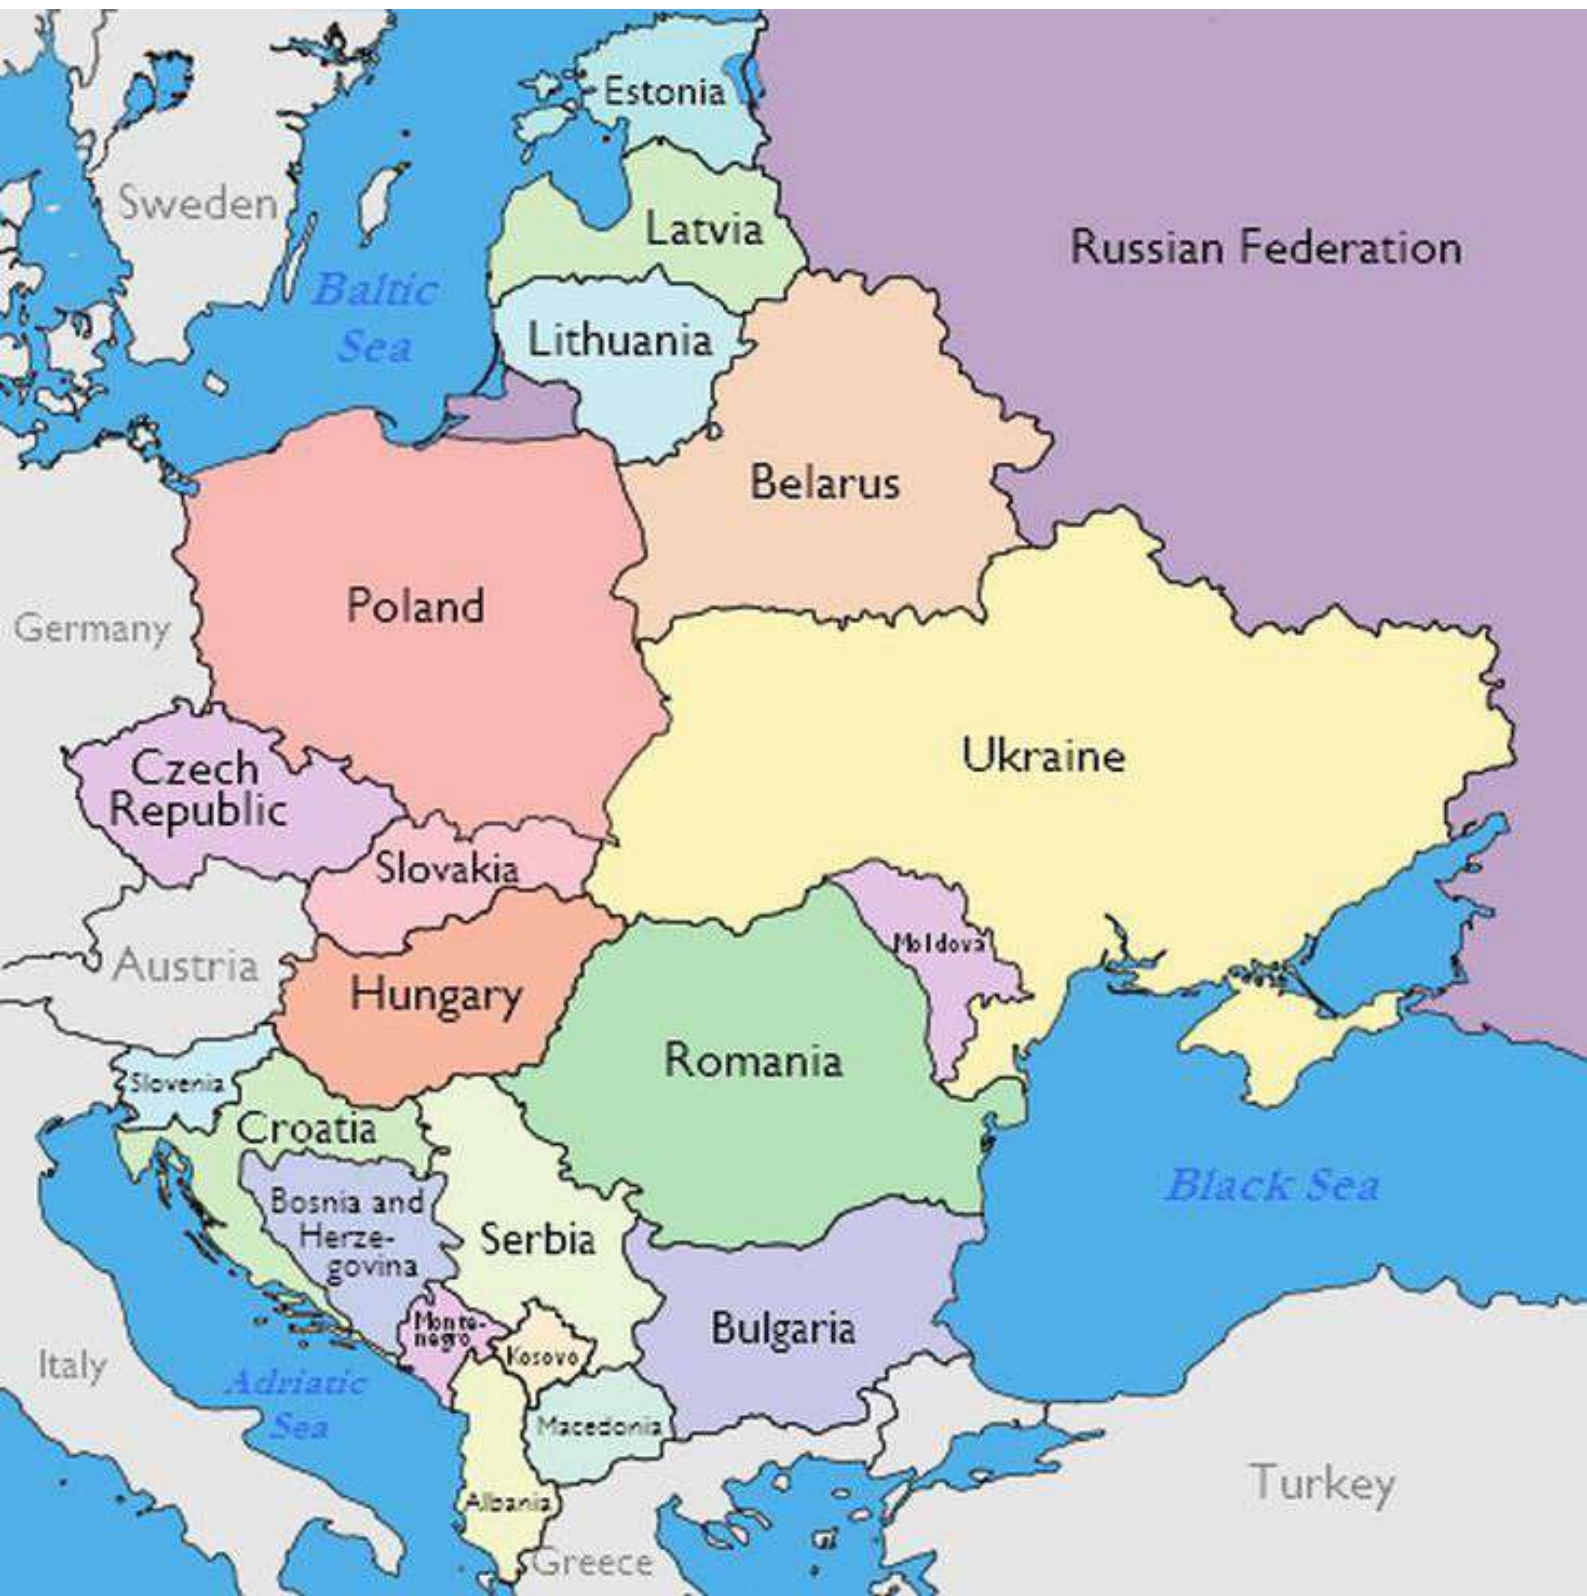 Estonia
Sweden
Latvia
Russian Federation
Baltic
Sea
Lithuania
Belarus
Poland
Germany
Ukraine
Czech
Republic
Slovakia
Moldova
Austria
Hungary
Romania
Slovenia
Croatia
Black Sea
Bosnia and
Herze-
govina
Serbia
Monte-
negro
Bulgaria
Kosovo
Italy
Adriatic
Sea
Macedonia
Turkey
Albania
Greece